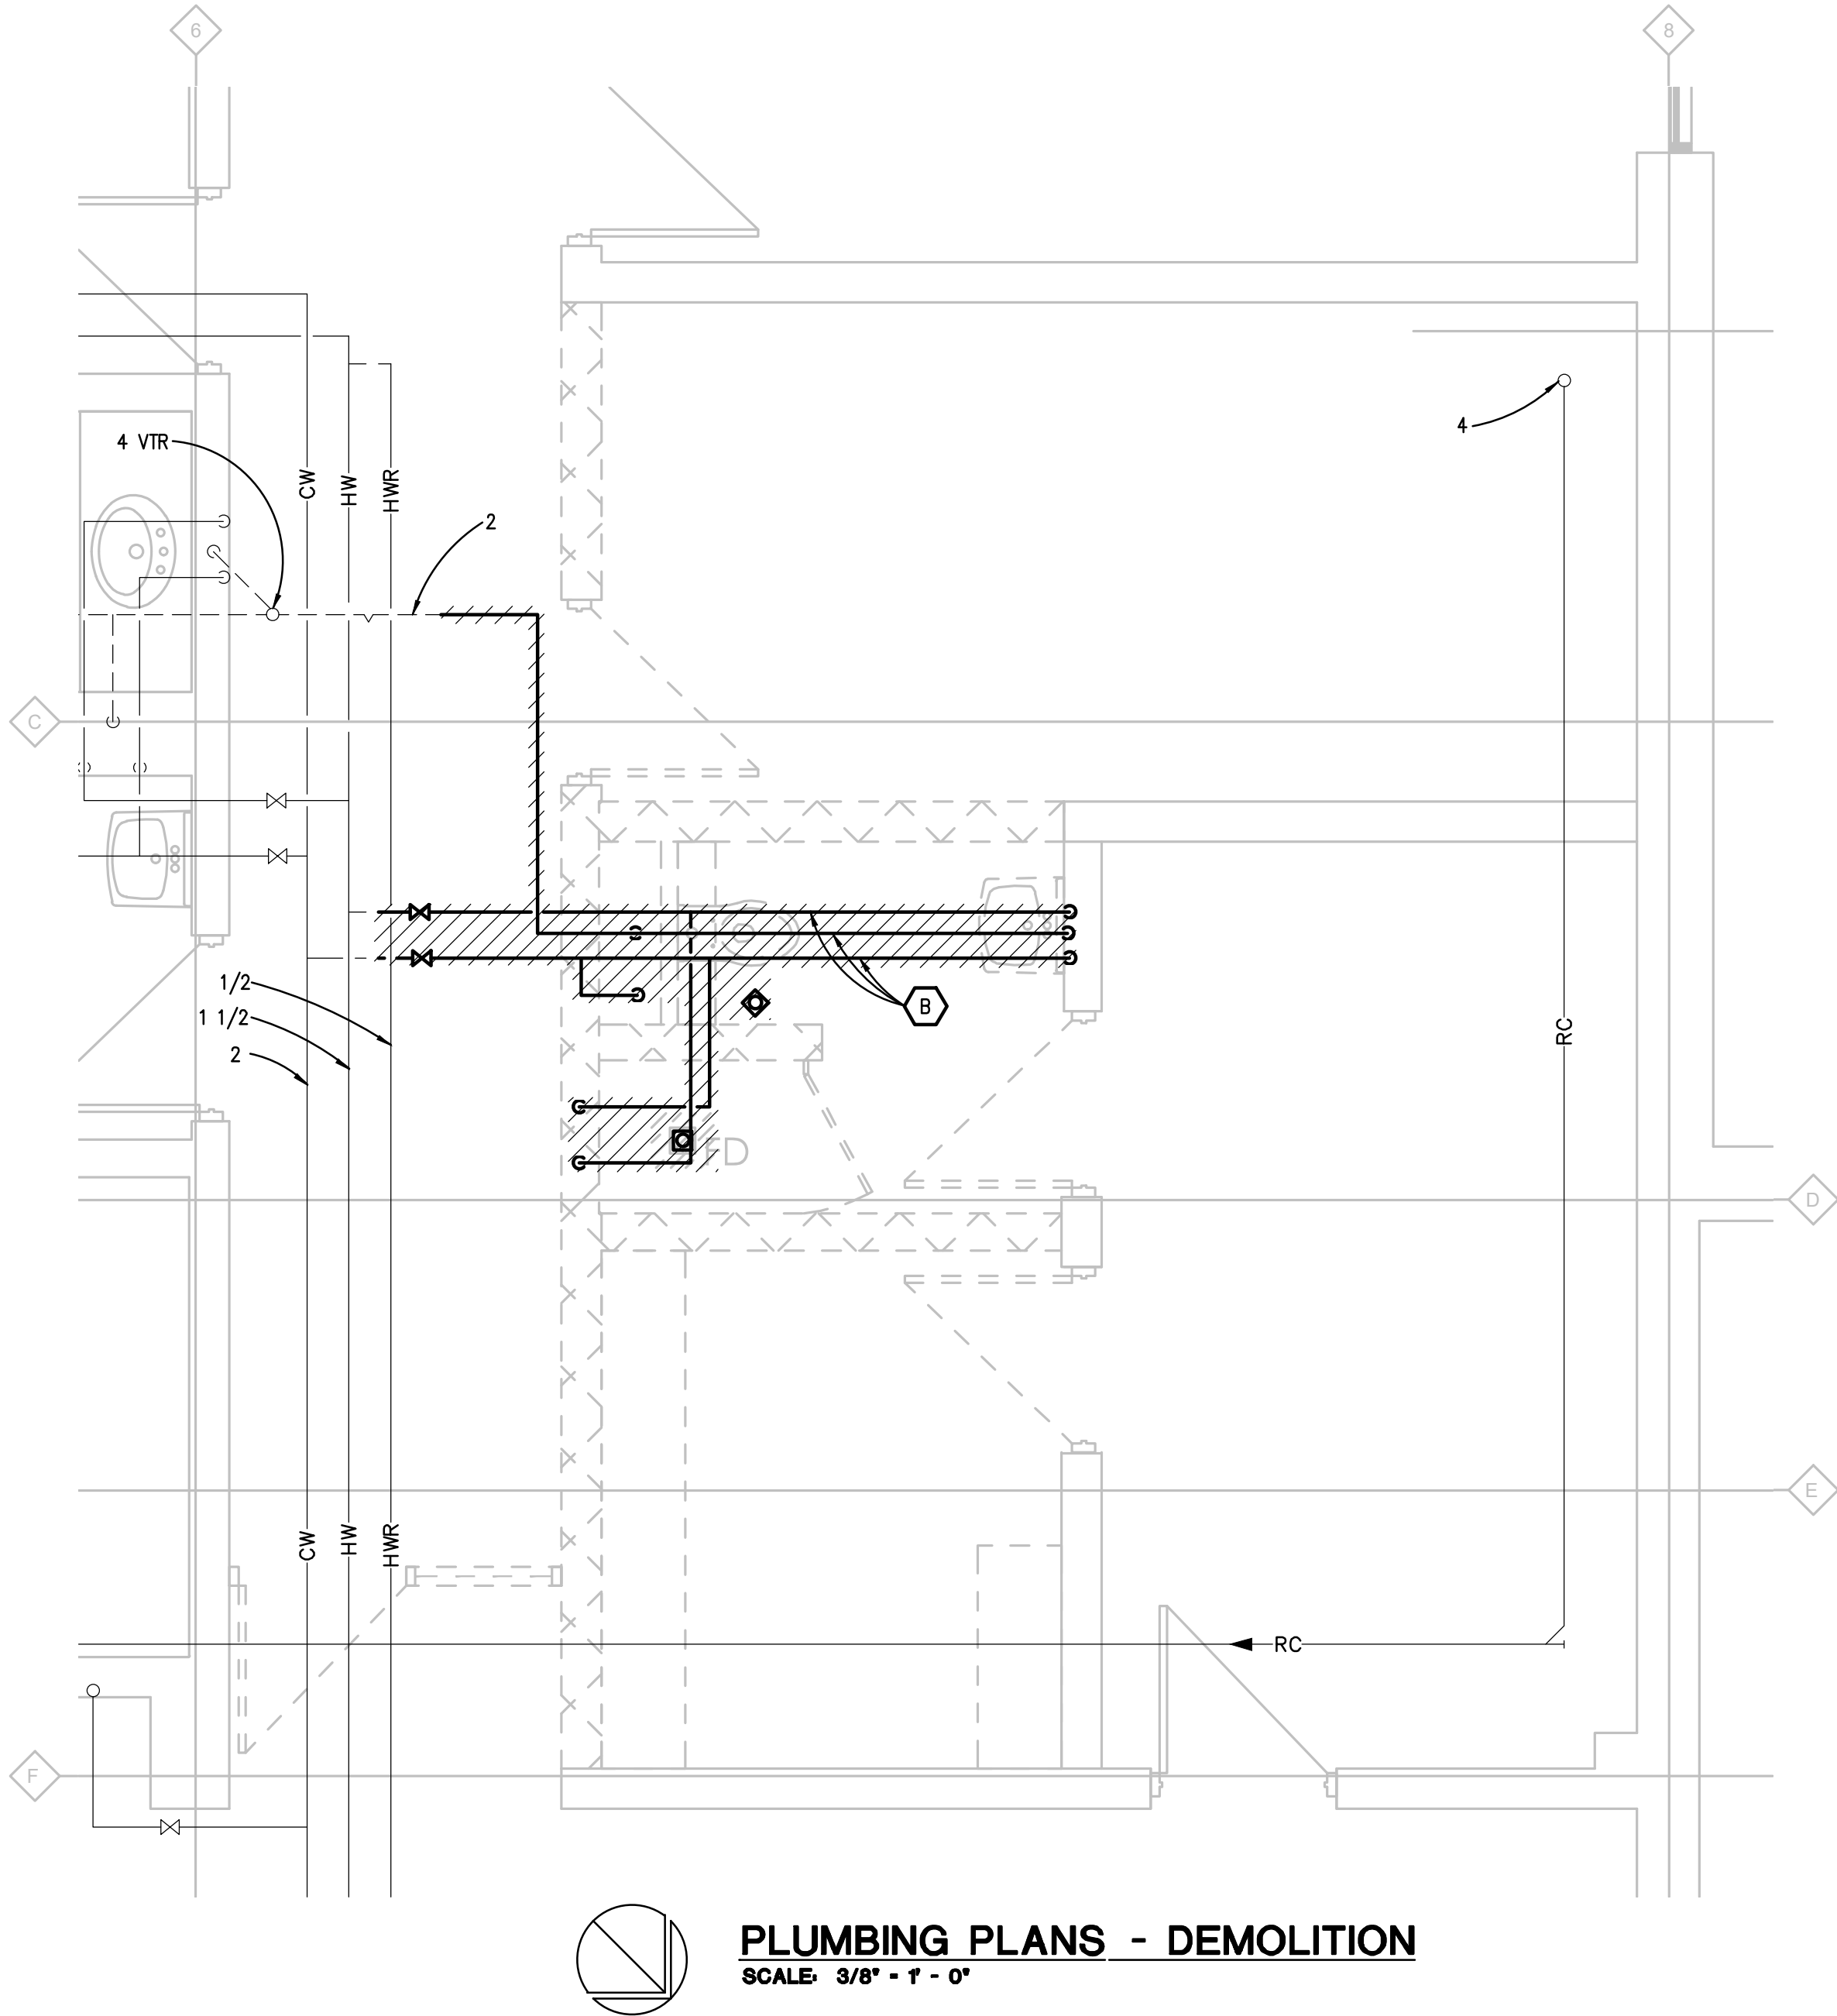 6
8
4
4 VTR
CW
HW
HWR
2
C
1/2
1 1/2
2
B
RC
FD
D
E
CW
HW
HWR
RC
F
PLUMBING PLANS - DEMOLITION
SCALE: 3/8" - 1' - 0"